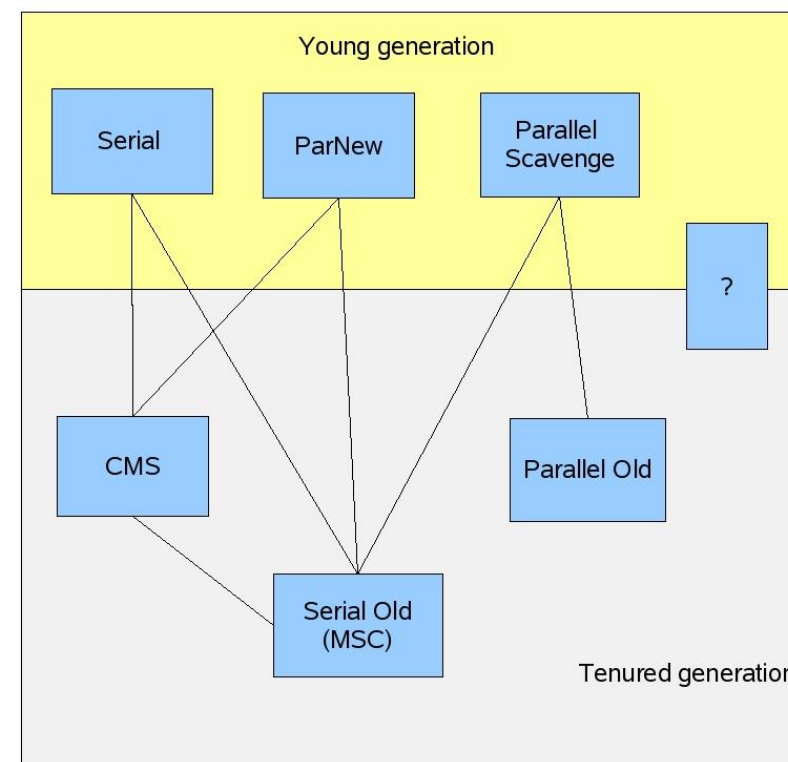 Young generation
Serial
ParNew
Parallel
Scavenge
?
CMS
Parallel Old
Serial Old
(MSC)
Tenured generation